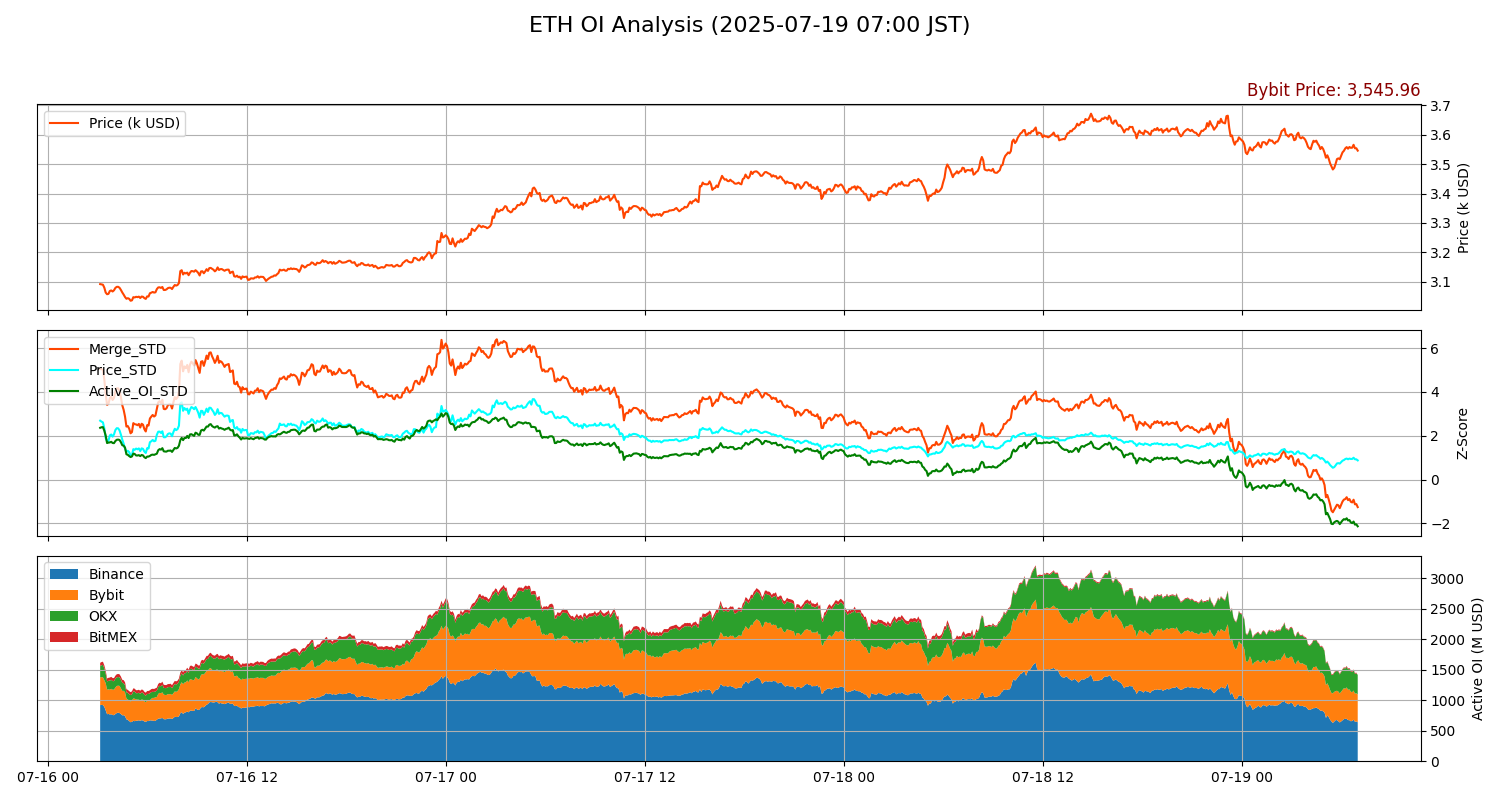 ETH OI Analysis (2025-07-19 07:00 JST)
Bybit Price: 3,545.96
Price (k USD)
3.7
3.6
3.5
3.4
3.3
3.2
3.1
Price (k USD)
Merge_STD
Price_STD
Active_OI_STD
6
4
2
0
−2
Z-Score
Binance
Bybit
OKX
BitMEX
3000
2500
2000
1500
1000
500
0
Active OI (M USD)
07-16 00
07-16 12
07-17 00
07-17 12
07-18 00
07-18 12
07-19 00